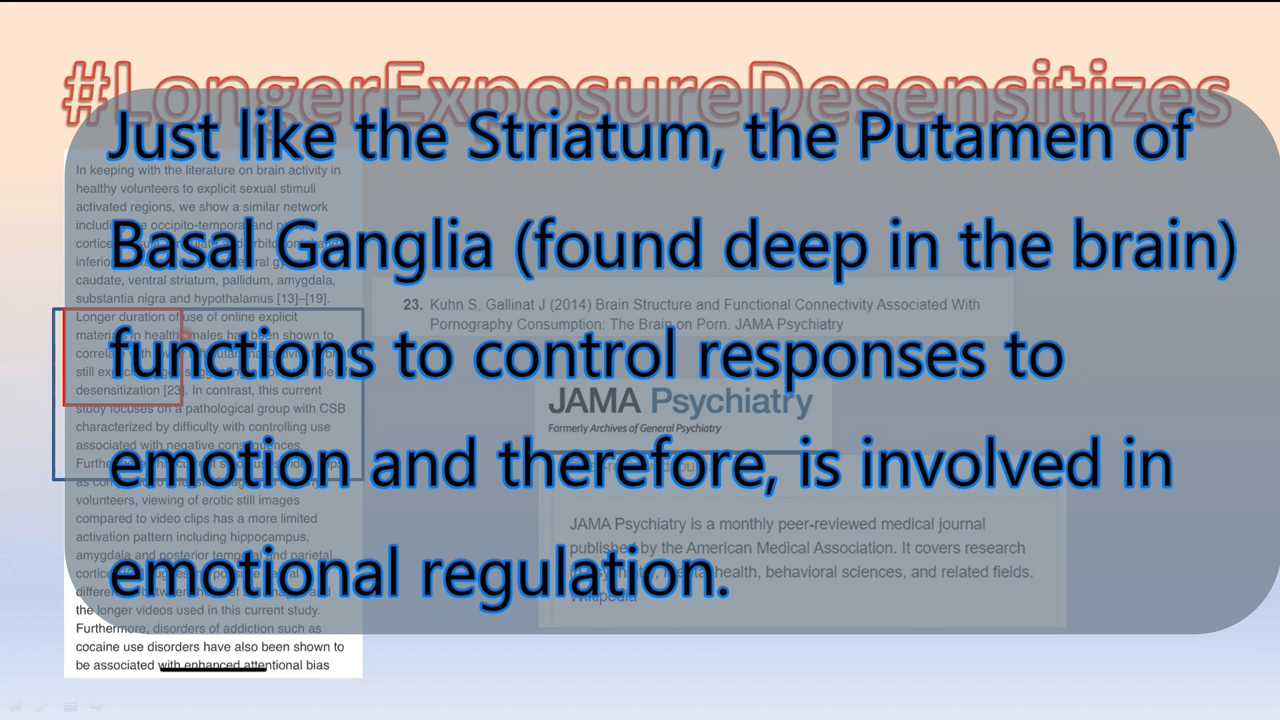 #LongerExposureDesensitizes
Just like the Striatum, the Putamen of
Basal Ganglia (found deep in the brain)
functions to control responses to
emotion and therefore, is involved in
emotional regulation.
In keeping with the literature on brain activity in
healthy volunteers to explicit sexual stimuli
activated regions, we show a similar network
caudate, ventral striatum, pallidum, amygdala,
substantia nigra and hypothalamus [13]–[19].
Longer duration of use of online explicit
materials in healthy males has been shown to
desensitization [23]. In contrast, this current
study focuses on a pathological group with CSB
characterized by difficulty with controlling use
associated with negative consequences.
volunteers, viewing of erotic still images
compared to video clips has a more limited
activation pattern including hippocampus,
amygdala and posterior temporal and parietal
the longer videos used in this current study.
Furthermore, disorders of addiction such as
cocaine use disorders have also been shown to
be associated with enhanced attentional bias
23. Kuhn S, Gallinat J (2014) Brain Structure and Functional Connectivity Associated With
Pornography Consumption: The Brain on Porn. JAMA Psychiatry
JAMA Psychiatry
Formerly Archives of General Psychiatry
JAMA Psychiatry is a monthly peer-reviewed medical journal
published by the American Medical Association. It covers research
health, behavioral sciences, and related fields.
Wikipedia